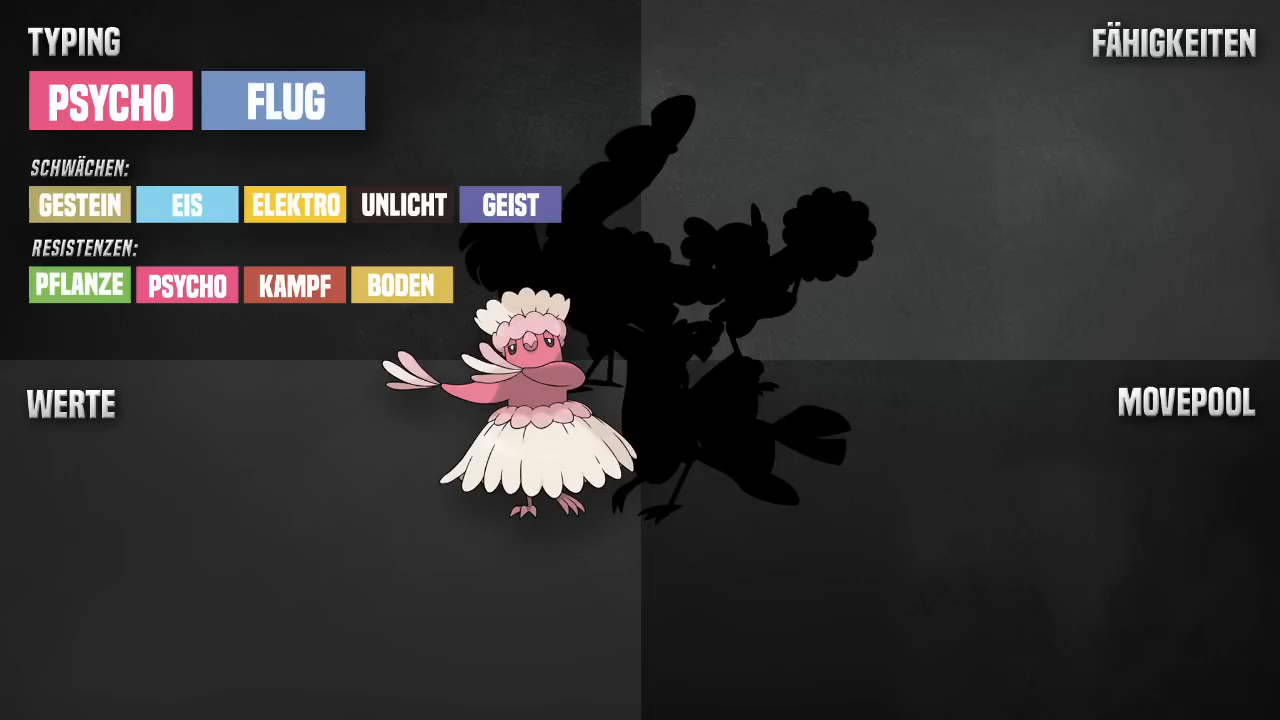 TYPING
PSYCHO FLUG
SCHWÄCHEN:
GESTEIN EIS ELEKTRO UNLICHT GEIST
RESISTENZEN:
PFLANZE PSYCHO KAMPF BODEN
FÄHIGKEITEN
WERTE
MOVEPOOL